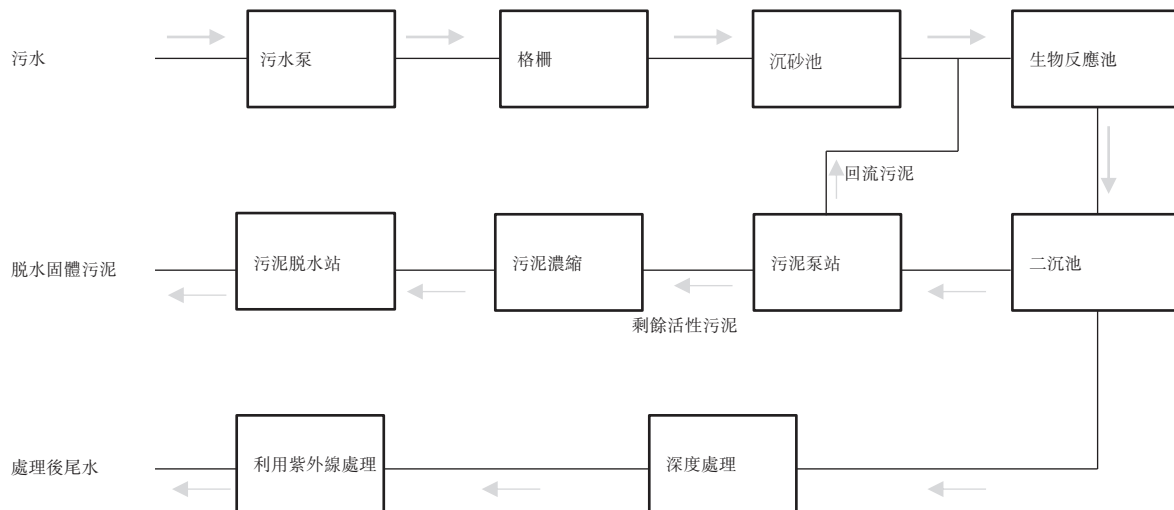 污水
污水泵
格柵
沉砂池
生物反應池
回流污泥
脱水固體污泥
污泥脱水站
污泥濃縮
污泥泵站
二沉池
剩餘活性污泥
處理後尾水
利用紫外線處理
深度處理